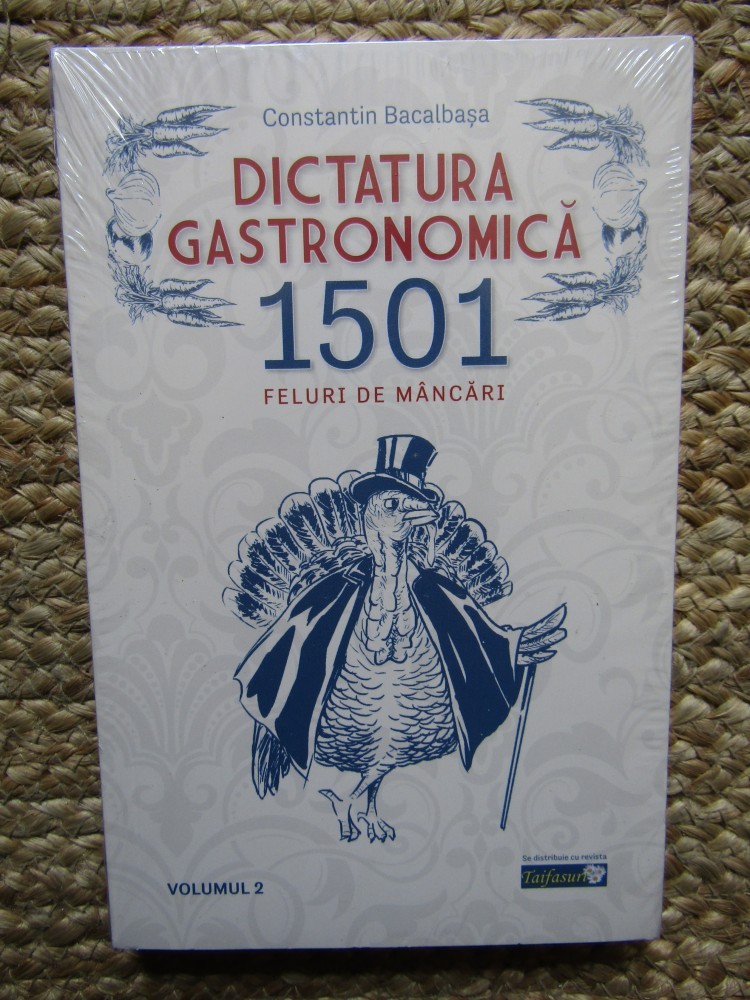 Constantin Bacalbașa
DICTATURA
GASTRONOMICĂ
1501
FELURI DE MÂNCĂRI
VOLUMUL 2
Se distribuie cu revista
Taifasuri